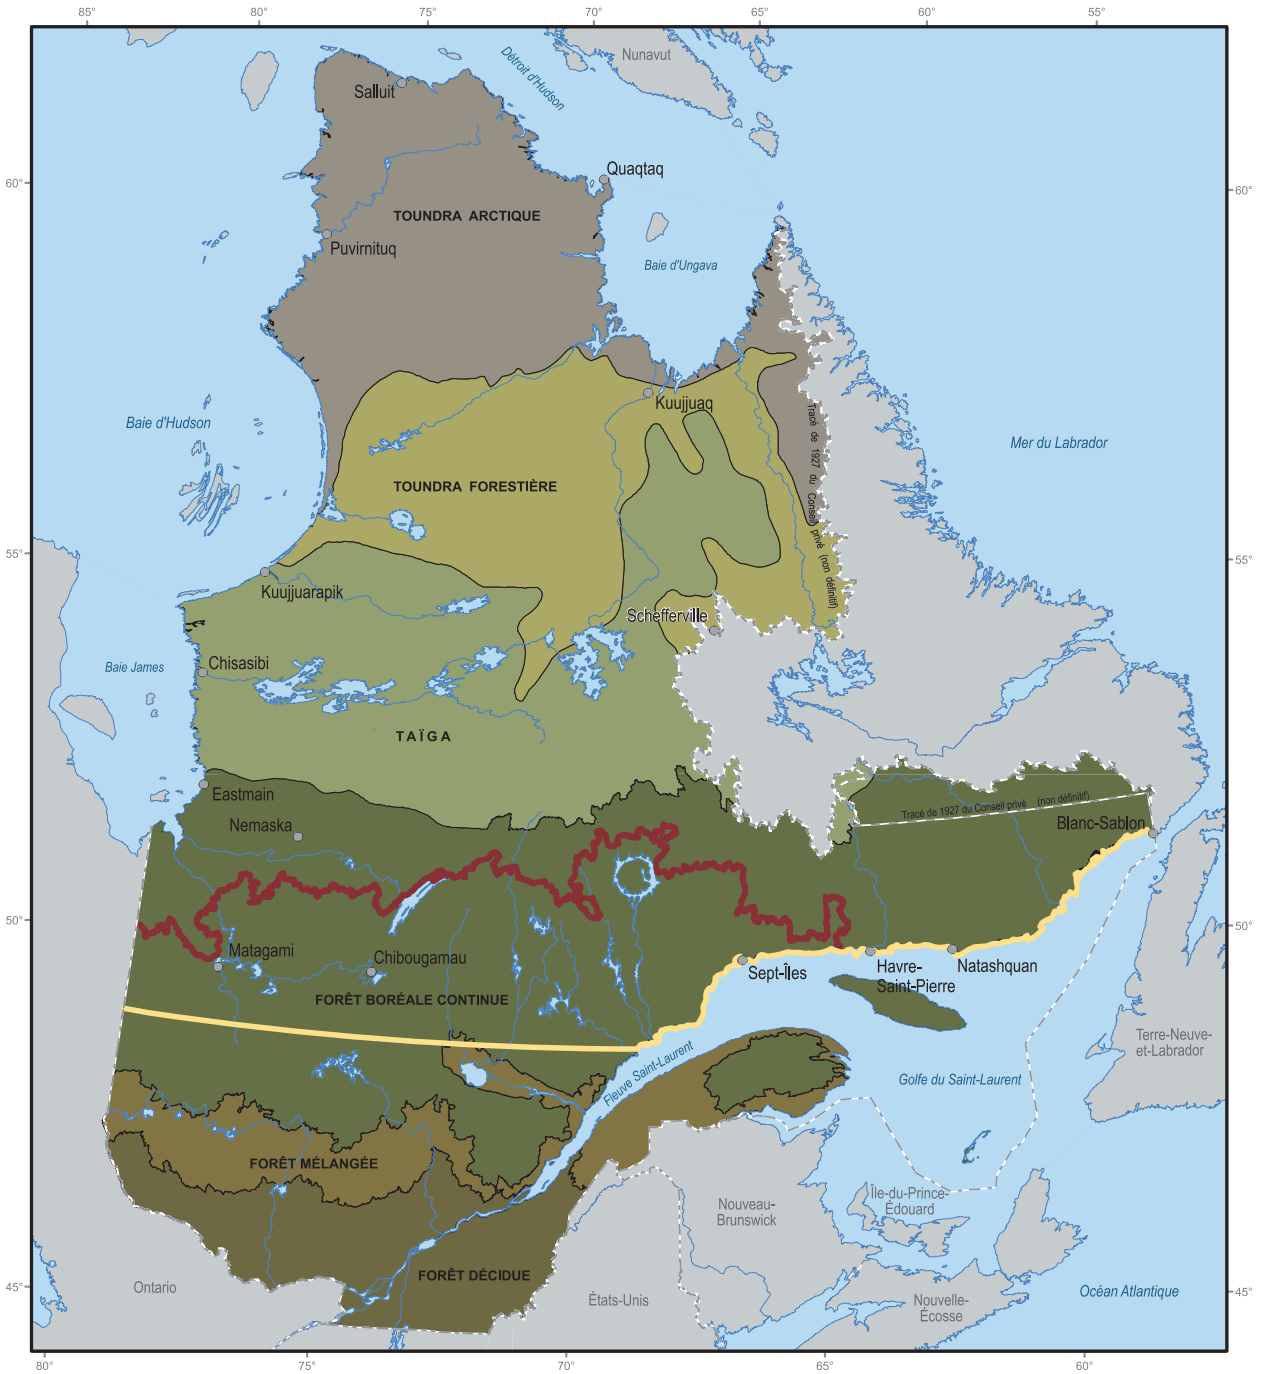 85°
80°
75°
70°
65°
60°
55°
Nunavut
Détroit d'Hudson
Salluit
Quaqtaq
60°
60°
TOUNDRA ARCTIQUE
Puvirnituq
Baie d'Ungava
Kuujjuaq
Baie d'Hudson
Mer du Labrador
Tracé de 1927 du Conseil privé (non définitif)
TOUNDRA FORESTIÈRE
55°
55°
Kuujjuarapik
Schefferville
Chisasibi
Baie James
TAÏGA
Eastmain
Tracé de 1927 du Conseil privé (non définitif)
Nemaska
Blanc-Sablon
50°
50°
Matagami
Chibougamau
Sept-Îles
Havre-
Saint-Pierre
Natashquan
FORÊT BORÉALE CONTINUE
Terre-Neuve-
et-Labrador
Fleuve Saint-Laurent
Golfe du Saint-Laurent
FORÊT MÉLANGÉE
Nouveau-
Brunswick
Île-du-Prince-
Édouard
FORÊT DÉCIDUE
Ontario
45°
45°
États-Unis
Nouvelle-
Écosse
Océan Atlantique
80°
75°
70°
65°
60°